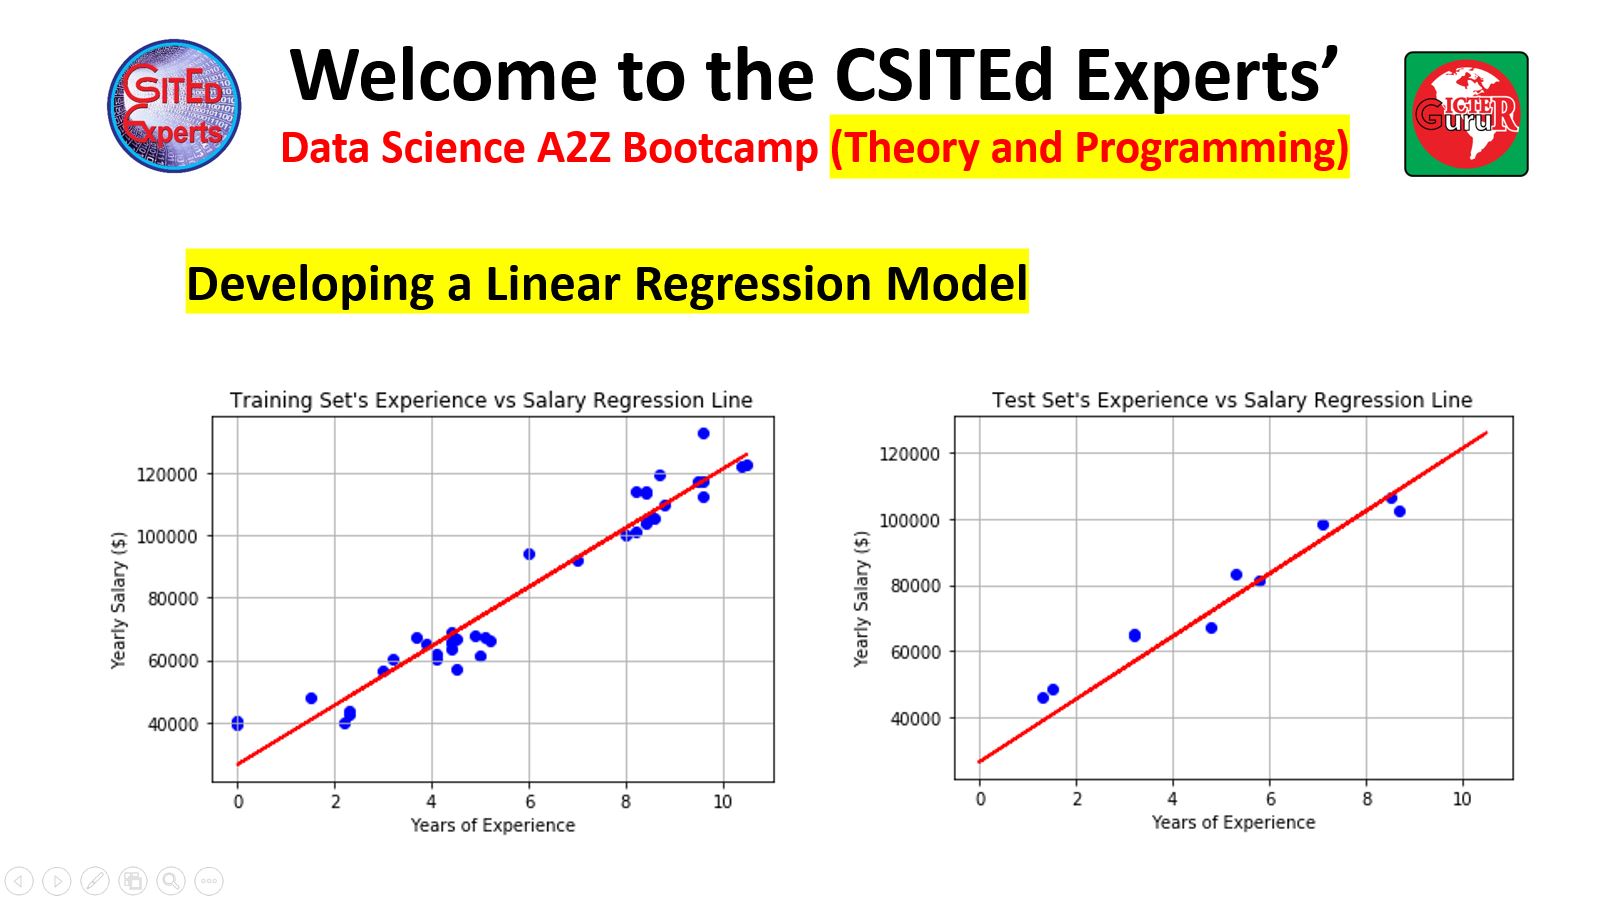 Welcome to the CSITEd Experts’
Data Science A2Z Bootcamp (Theory and Programming)
CSITEd
Experts
ICTER
GuruR
Developing a Linear Regression Model
Training Set's Experience vs Salary Regression Line
120000
100000
80000
60000
40000
Yearly Salary ($)
0 2 4 6 8 10
Years of Experience
Test Set's Experience vs Salary Regression Line
120000
100000
80000
60000
40000
Yearly Salary ($)
0 2 4 6 8 10
Years of Experience